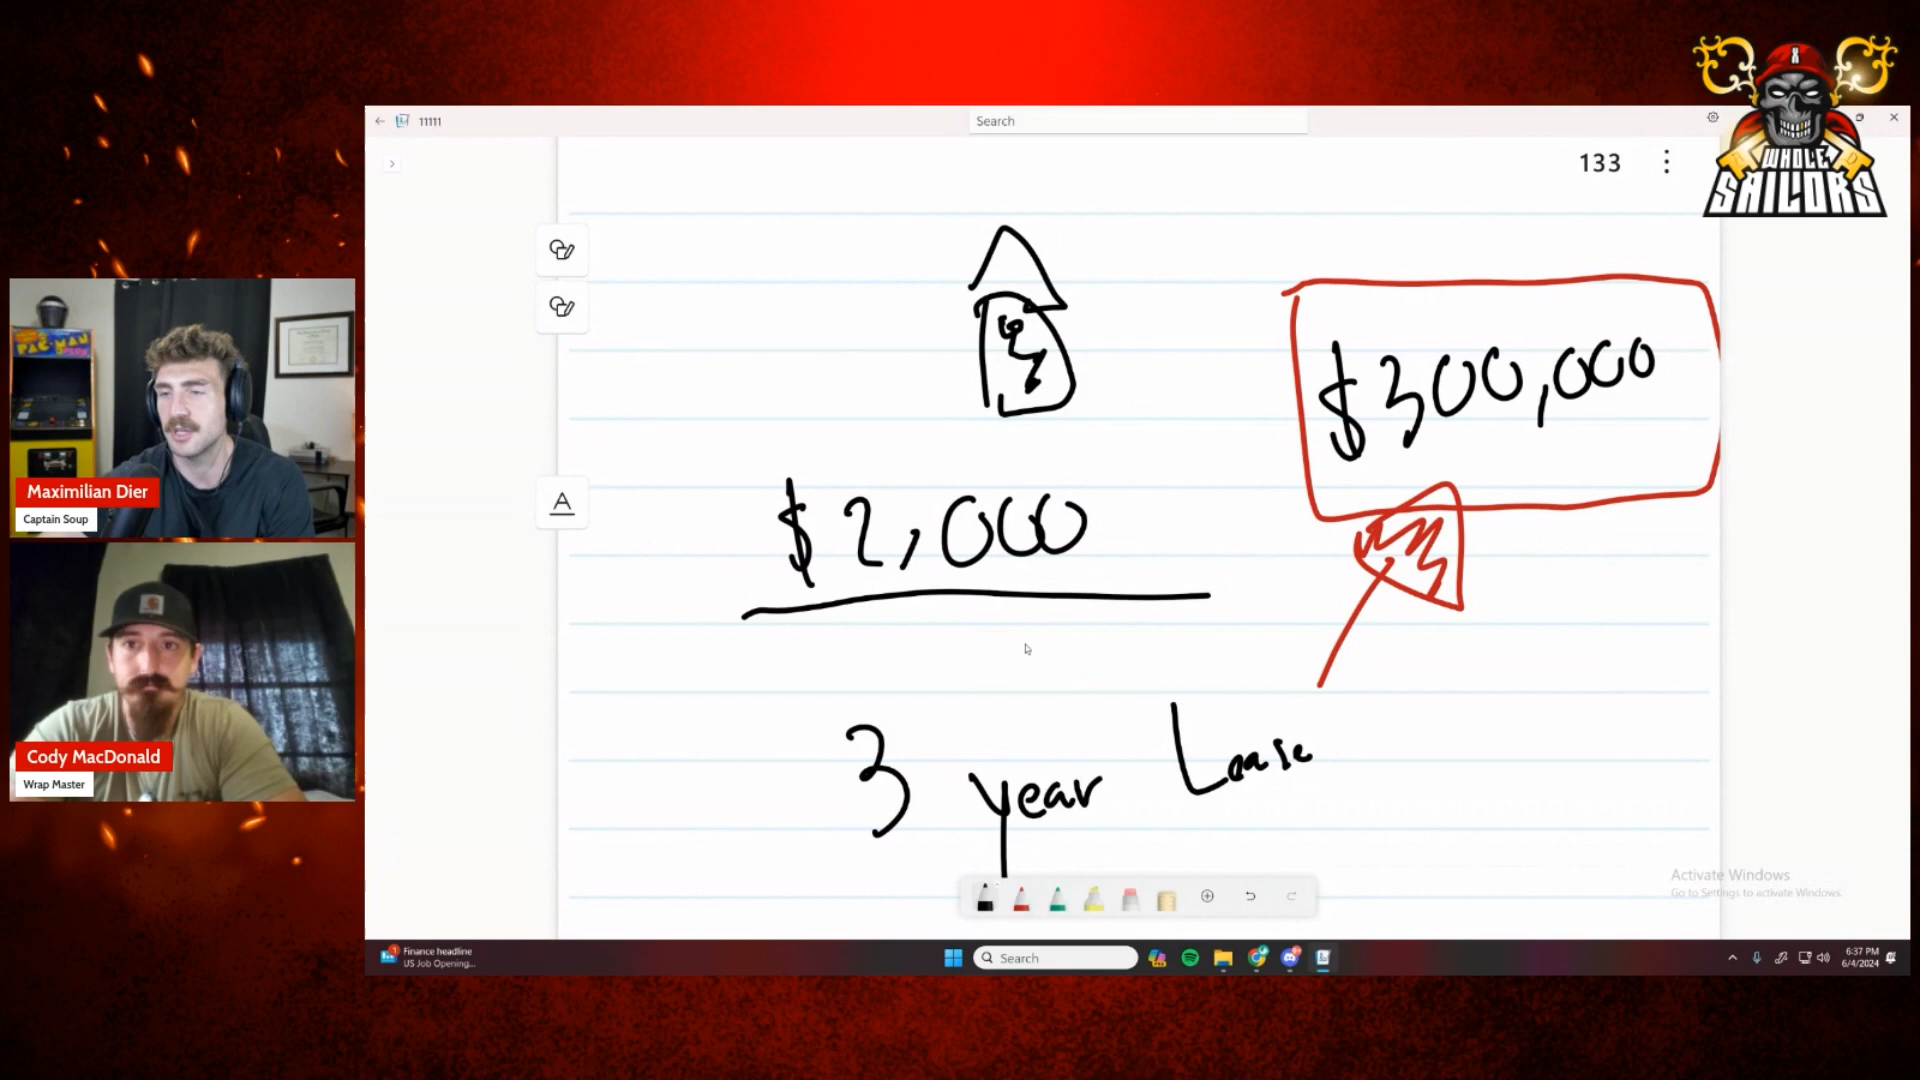 X
WHOLE
SAILORS
11111
Search
133
$300,000
$2,000
A
3 year Lease
PAC-MAN
Maximilian Dier
Captain Soup
Cody MacDonald
Wrap Master
Activate Windows
Go to Settings to activate Windows.
Finance headline
US Job Opening...
Search
6:37 PM
6/4/2024